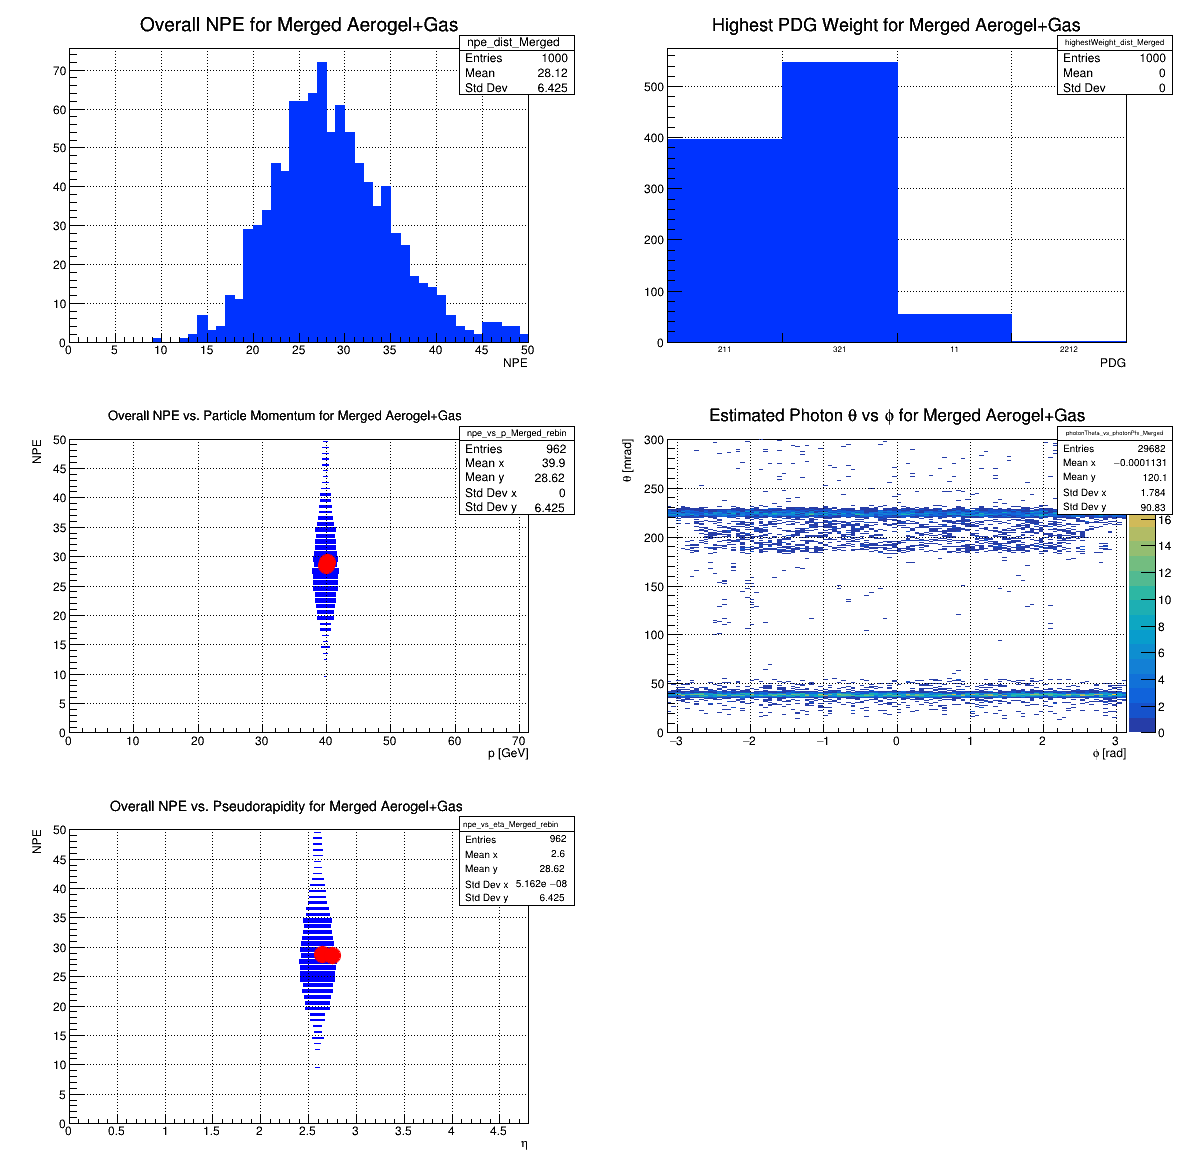 Overall NPE for Merged Aerogel+Gas
npe_dist_Merged
Entries 1000
Mean 28.12
Std Dev 6.425
70
60
50
40
30
20
10
0
0 5 10 15 20 25 30 35 40 45 50
NPE
Highest PDG Weight for Merged Aerogel+Gas
highestWeight_dist_Merged
Entries 1000
Mean 0
Std Dev 0
500
400
300
200
100
0
211 321 11 2212
PDG
Overall NPE vs. Particle Momentum for Merged Aerogel+Gas
npe_vs_p_Merged_rebin
Entries 962
Mean x 39.9
Mean y 28.62
Std Dev x 0
Std Dev y 6.425
NPE
50
45
40
35
30
25
20
15
10
5
0
0 10 20 30 40 50 60 70
p [GeV]
Estimated Photon θ vs ϕ for Merged Aerogel+Gas
photonTheta_vs_photonPhi_Merged
Entries 29682
Mean x −0.0001131
Mean y 120.1
Std Dev x 1.784
Std Dev y 90.83
θ [mrad]
300
250
200
150
100
50
0
−3 −2 −1 0 1 2 3
ϕ [rad]
16
14
12
10
8
6
4
2
0
Overall NPE vs. Pseudorapidity for Merged Aerogel+Gas
npe_vs_eta_Merged_rebin
Entries 962
Mean x 2.6
Mean y 28.62
Std Dev x 5.162e −08
Std Dev y 6.425
NPE
50
45
40
35
30
25
20
15
10
5
0
0 0.5 1 1.5 2 2.5 3 3.5 4 4.5
η